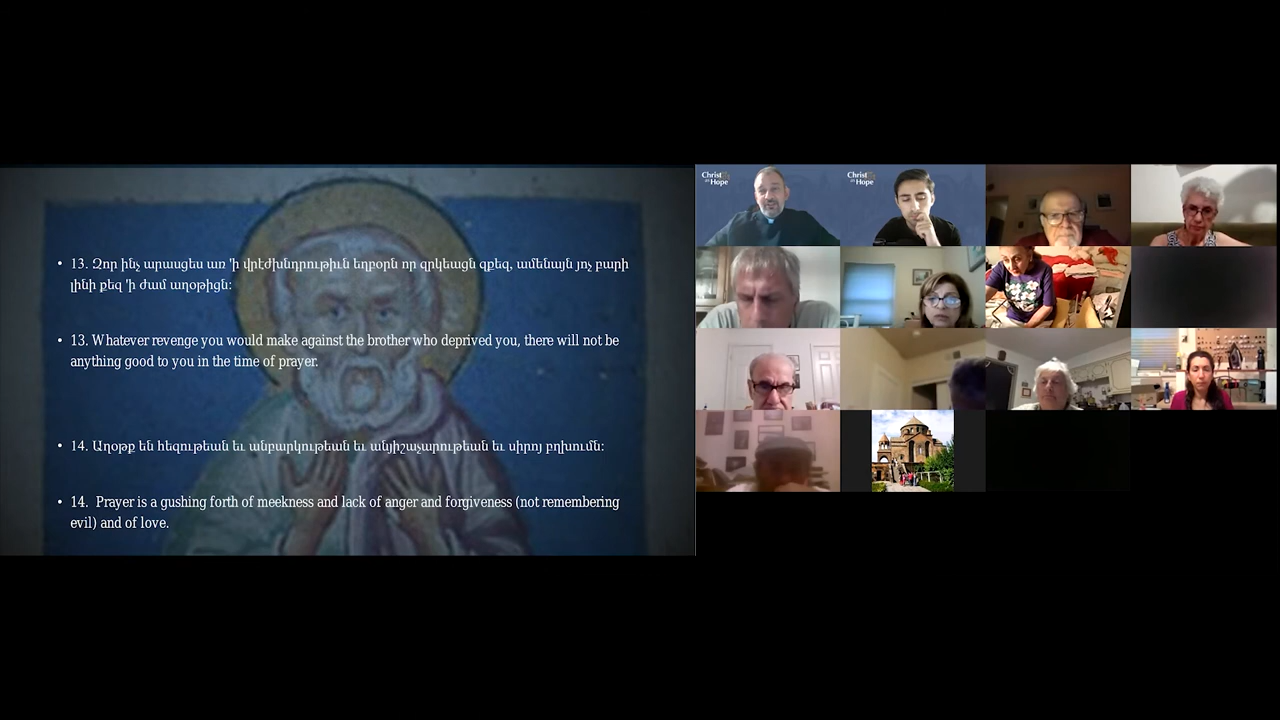 • 13. Զոր ինչ արասցես առ 'ի վրէժխնդրութիւն եղբօրն որ զրկեացն զքեզ, ամենայն յոչ բարի
լինի քեզ 'ի ժամ աղօթիցն:
• 13. Whatever revenge you would make against the brother who deprived you, there will not be
anything good to you in the time of prayer.
• 14. Աղօթք են հեզութեան եւ անբարկութեան եւ անյիշաչարութեան եւ սիրոյ բղխումն:
• 14. Prayer is a gushing forth of meekness and lack of anger and forgiveness (not remembering
evil) and of love.
Christ
Hope
Christ
Hope